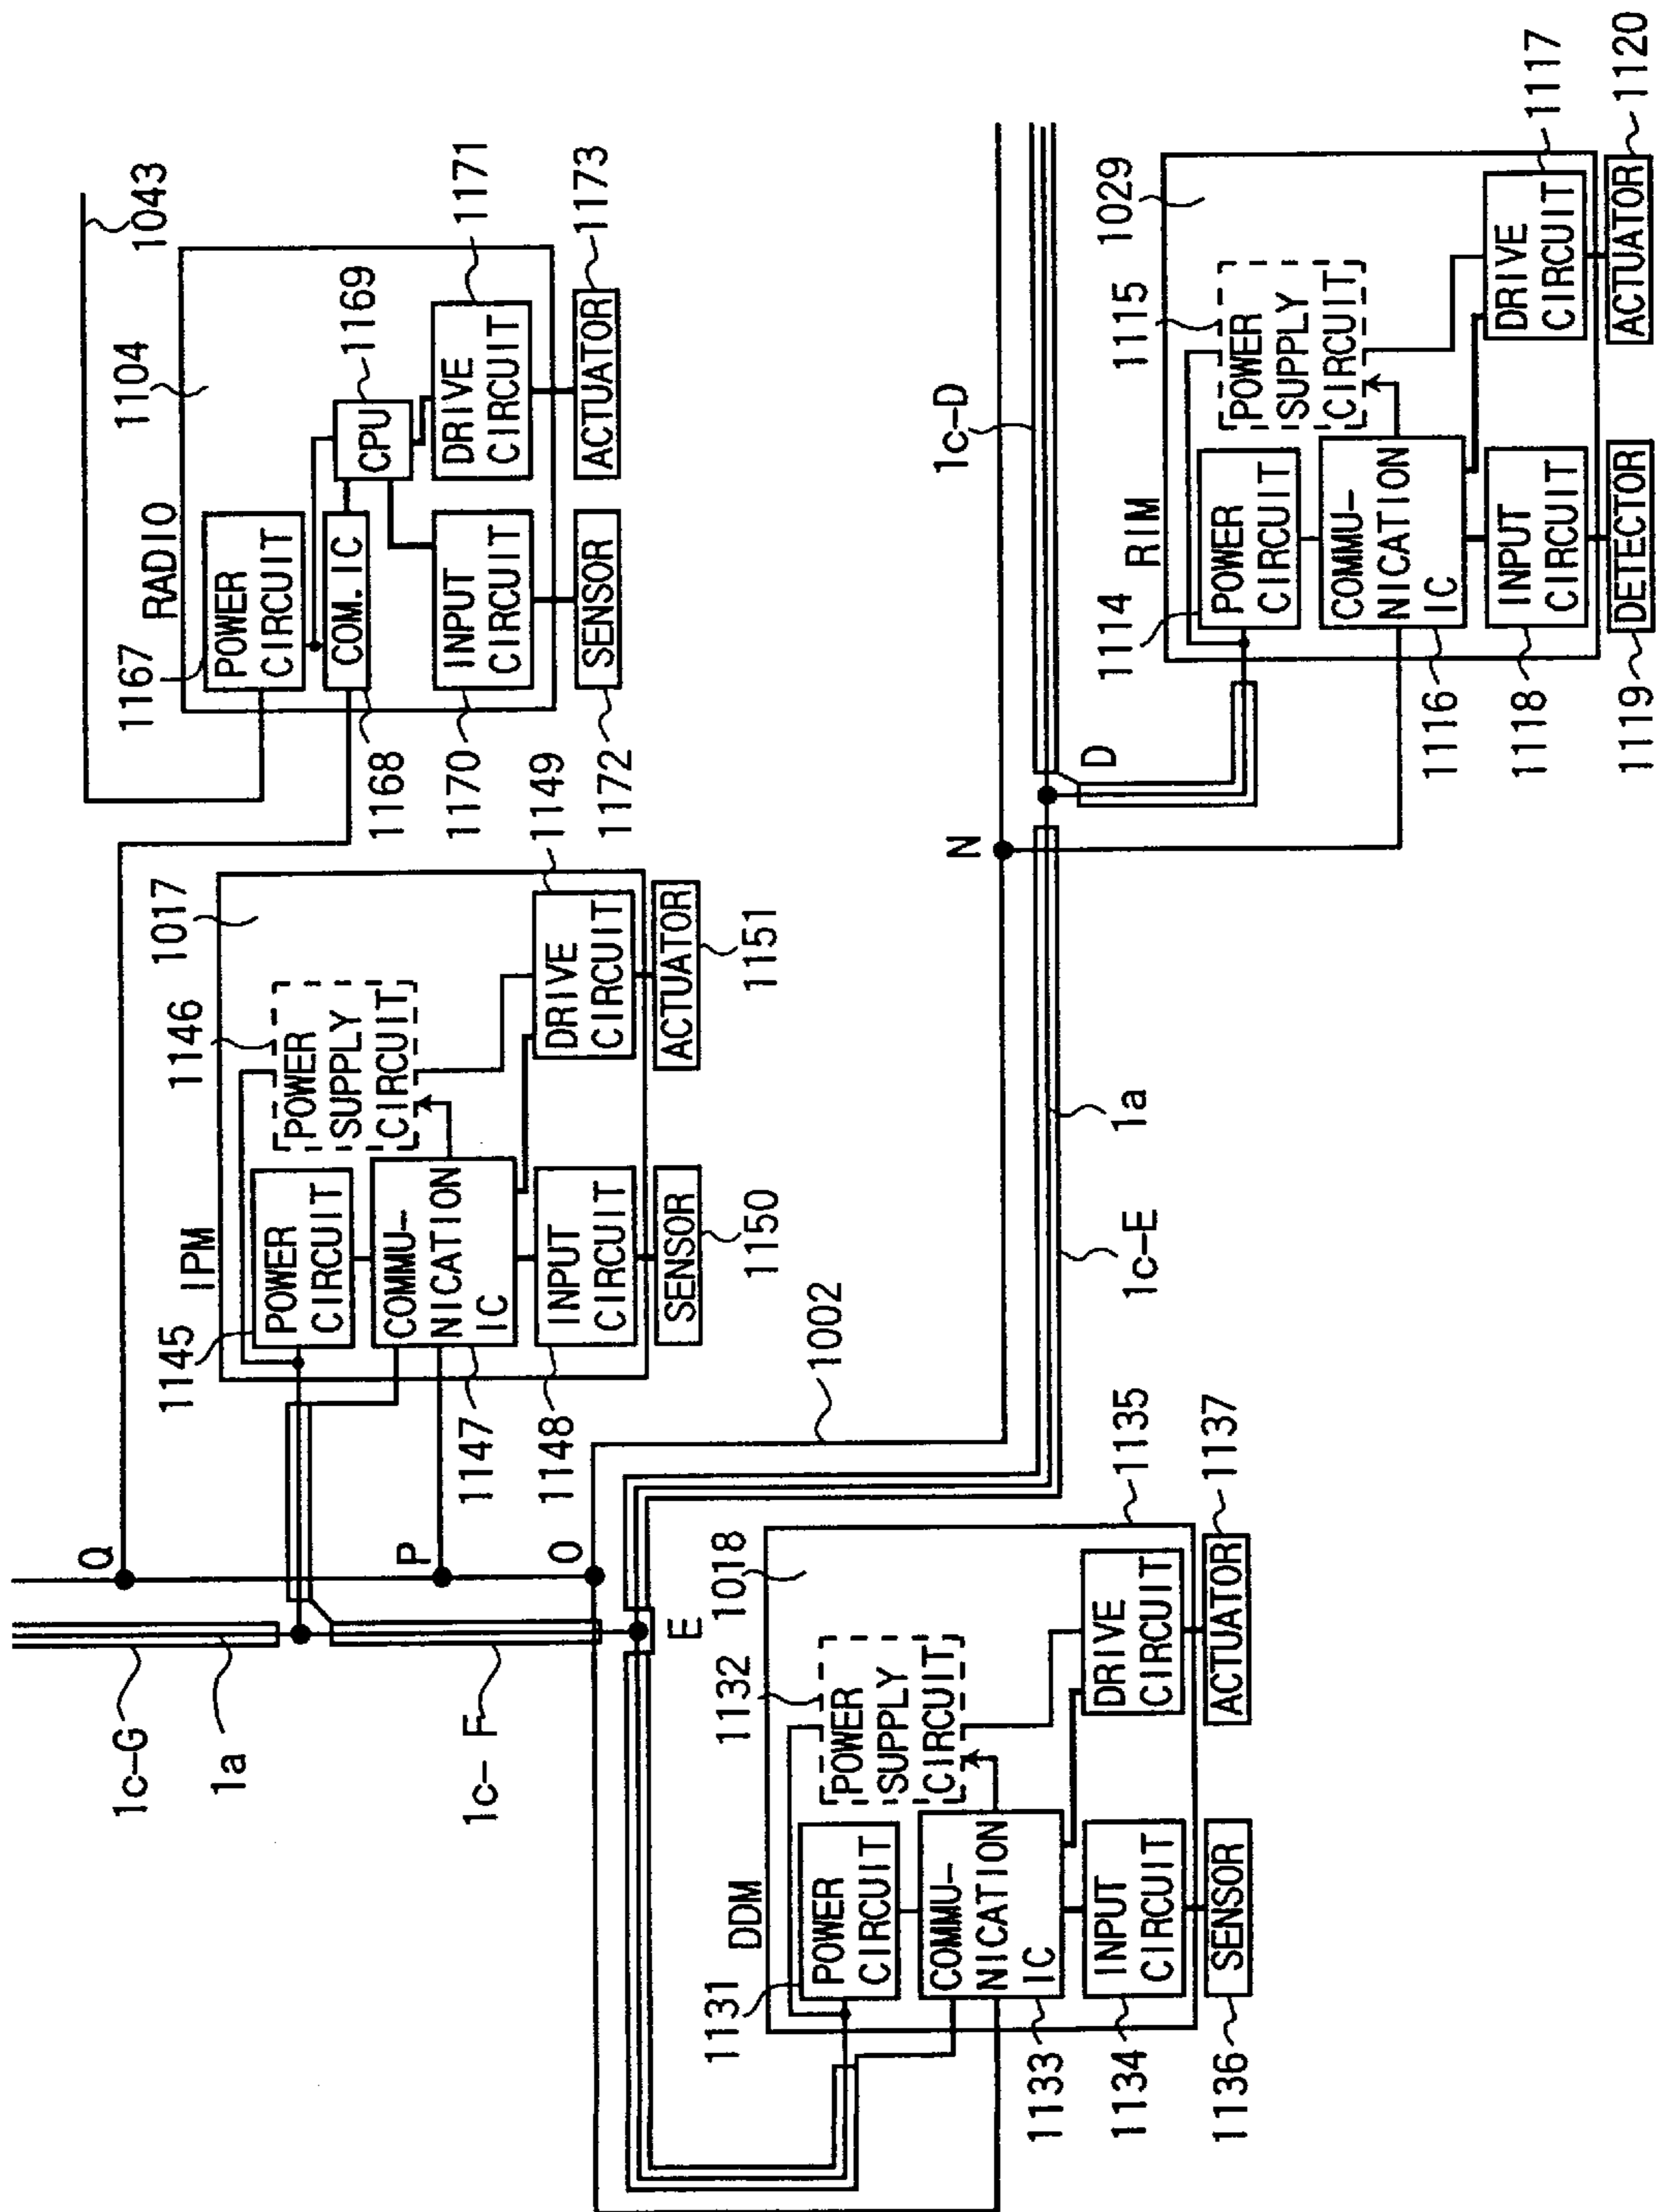 1043
RADIO
1104
1167
POWER
CIRCUIT
1169
CPU
COM.IC
1168
1171
DRIVE
CIRCUIT
INPUT
CIRCUIT
1170
1173
ACTUATOR
SENSOR
1172
Q
P
O
1c-G
1a
1c-F
E
IPM
1017
1145
POWER
CIRCUIT
1146
POWER
SUPPLY
CIRCUIT
COMMU-
NICATION
IC
1147
INPUT
CIRCUIT
1148
DRIVE
CIRCUIT
1149
SENSOR
1150
ACTUATOR
1151
1002
N
1c-D
D
1a
1c-E
DDM
1018
1131
POWER
CIRCUIT
1132
POWER
SUPPLY
CIRCUIT
COMMU-
NICATION
IC
1133
INPUT
CIRCUIT
1134
DRIVE
CIRCUIT
1135
SENSOR
1136
ACTUATOR
1137
RIM
1029
1114
POWER
CIRCUIT
1115
POWER
SUPPLY
CIRCUIT
COMMU-
NICATION
IC
1116
INPUT
CIRCUIT
1118
DRIVE
CIRCUIT
1117
DETECTOR
1119
ACTUATOR
1120